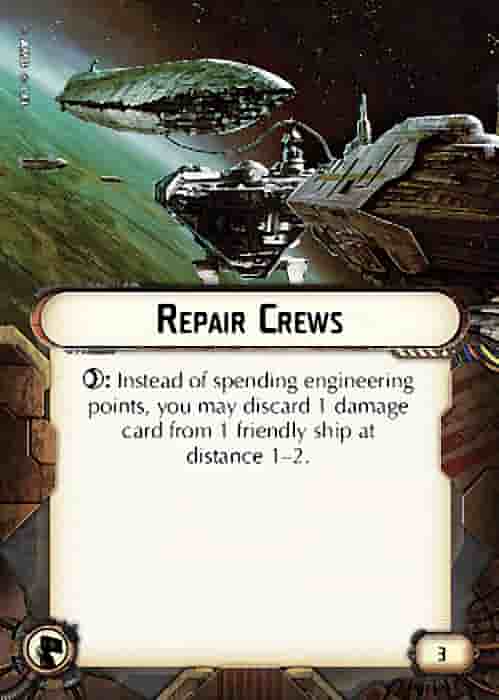 REPAIR CREWS
: Instead of spending engineering
points, you may discard 1 damage
card from 1 friendly ship at
distance 1–2.
3